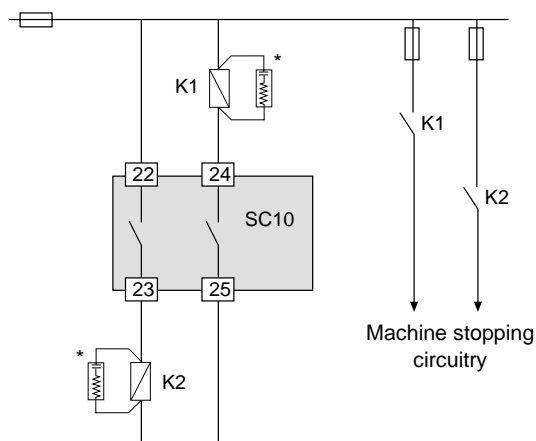 *
K1
K1
22
24
SC10
K2
23
25
*
K2
Machine stopping
circuitry